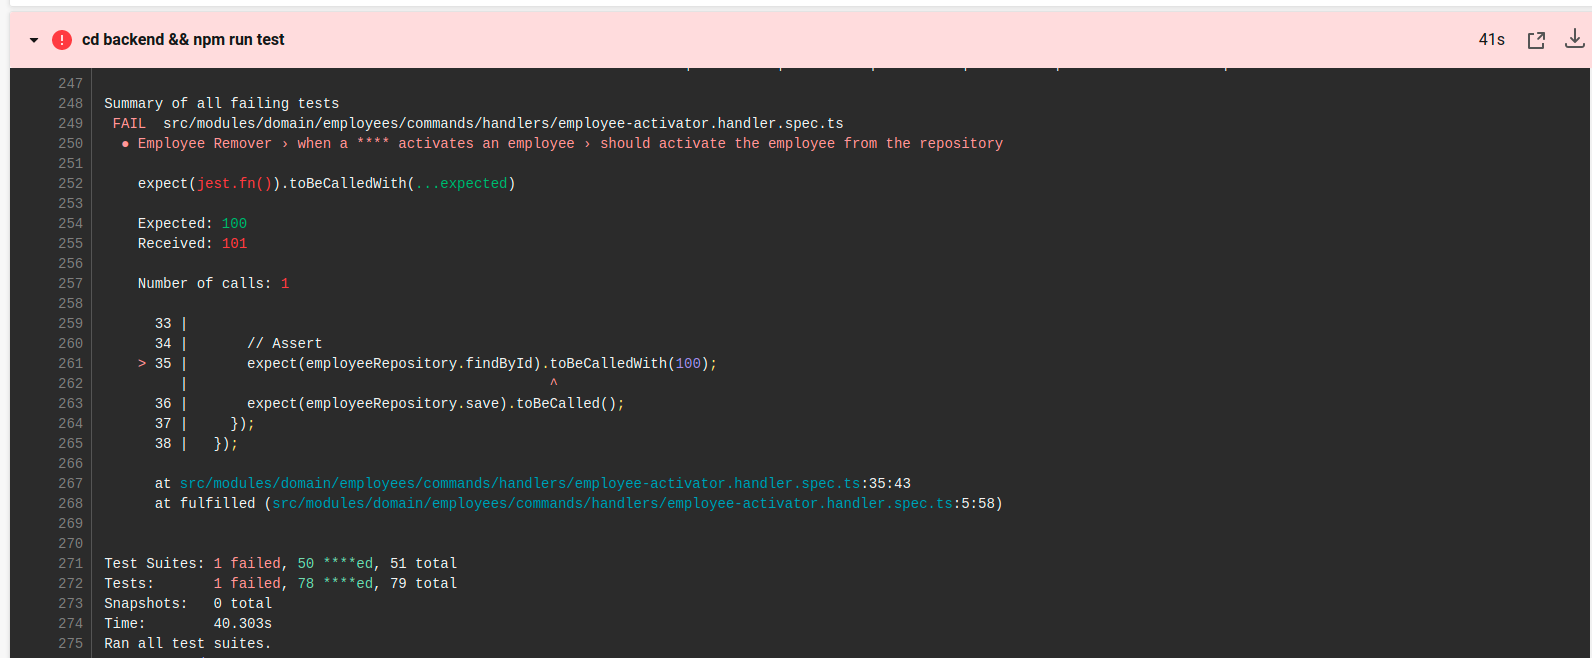 cd backend && npm run test
41s
247
248 Summary of all failing tests
249 FAIL src/modules/domain/employees/commands/handlers/employee-activator.handler.spec.ts
250 ● Employee Remover › when a **** activates an employee › should activate the employee from the repository
251
252 expect(jest.fn()).toBeCalledWith(...expected)
253
254 Expected: 100
255 Received: 101
256
257 Number of calls: 1
258
259 33 |
260 34 | // Assert
261 > 35 | expect(employeeRepository.findById).toBeCalledWith(100);
262 | ^
263 36 | expect(employeeRepository.save).toBeCalled();
264 37 | });
265 38 | });
266
267 at src/modules/domain/employees/commands/handlers/employee-activator.handler.spec.ts:35:43
268 at fulfilled (src/modules/domain/employees/commands/handlers/employee-activator.handler.spec.ts:5:58)
269
270
271 Test Suites: 1 failed, 50 ****ed, 51 total
272 Tests: 1 failed, 78 ****ed, 79 total
273 Snapshots: 0 total
274 Time: 40.303s
275 Ran all test suites.